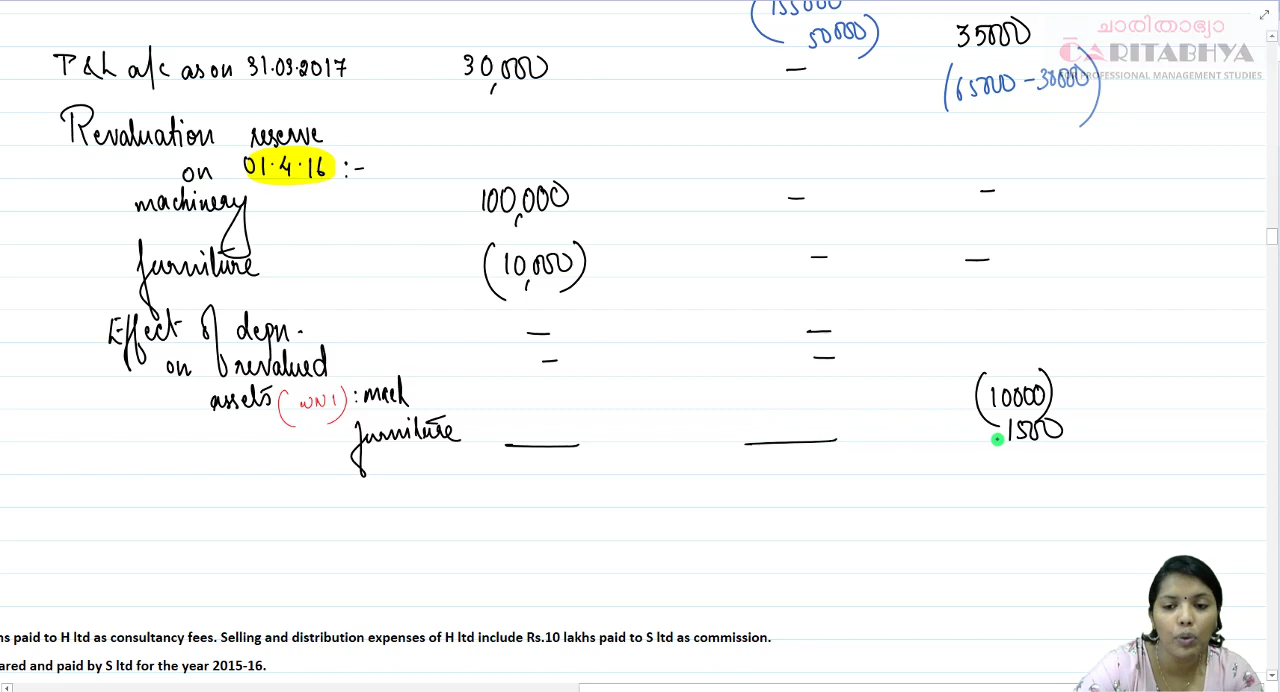 (155000
50000)
35000
ചാരിതാഭ്യാ
CARITABHYA
FOR PROFESSIONAL MANAGEMENT STUDIES
P & L a/c as on 31.03.2017 30,000 -
(65000 - 30000)
Revaluation reserve
on 01.4.16 :-
machinery 100,000 - -
furniture (10,000) - -
Effect of depn. - -
on revalued - -
assets (WN1) : mach (10000)
furniture 1500
ns paid to H ltd as consultancy fees. Selling and distribution expenses of H ltd include Rs.10 lakhs paid to S ltd as commission.
ared and paid by S ltd for the year 2015-16.